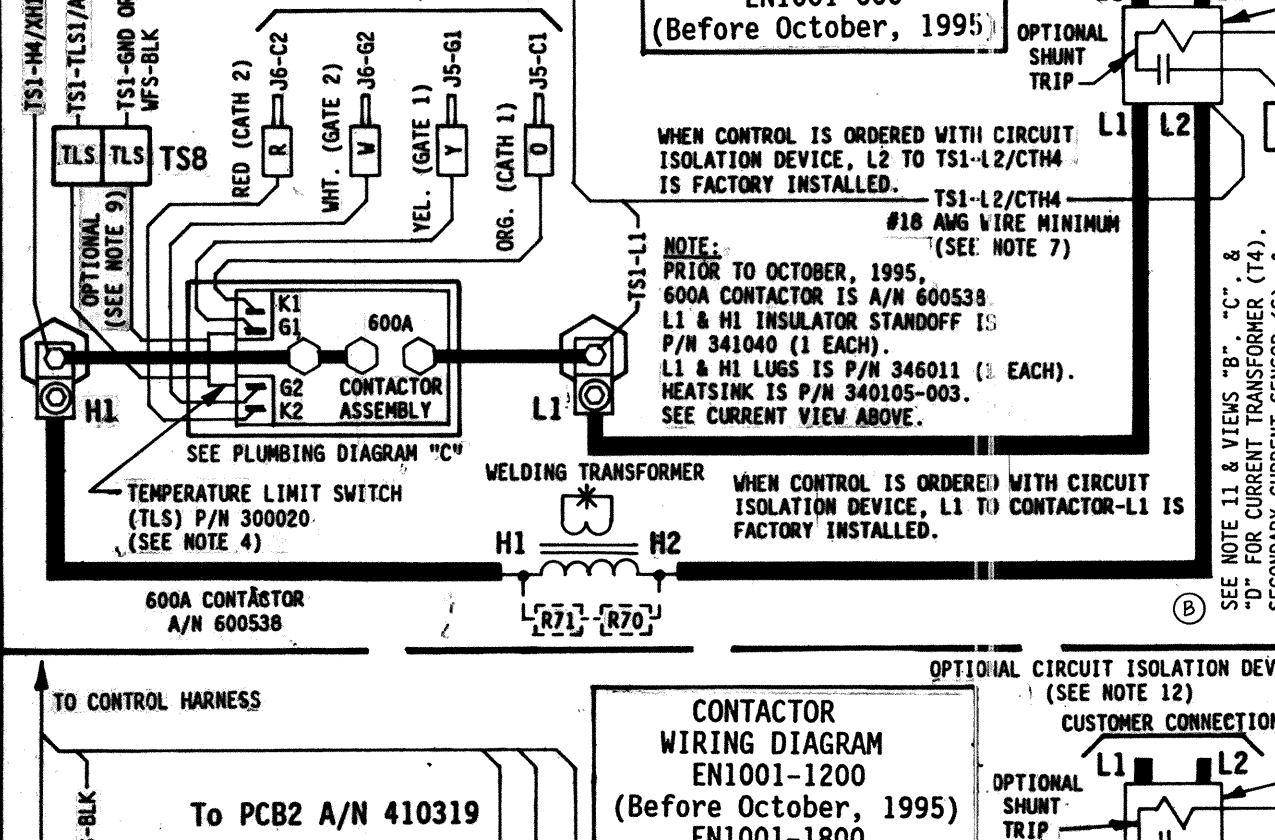 TS1-H4/XH1
TS1-TLS1/A
TS1-GND OR
WFS-BLK
J6-C2
J6-G2
J5-G1
J5-C1
R
W
Y
O
RED (CATH 2)
WHT. (GATE 2)
YEL. (GATE 1)
ORG. (CATH 1)
TLS TLS TS8
OPTIONAL
(SEE NOTE 9)
(Before October, 1995)
OPTIONAL
SHUNT
TRIP
L1 L2
WHEN CONTROL IS ORDERED WITH CIRCUIT
ISOLATION DEVICE, L2 TO TS1-L2/CTH4
IS FACTORY INSTALLED.
TS1-L2/CTH4
#18 AWG WIRE MINIMUM
(SEE NOTE 7)
TS1-L1
NOTE:
PRIOR TO OCTOBER, 1995,
600A CONTACTOR IS A/N 600538
L1 & H1 INSULATOR STANDOFF IS
P/N 341040 (1 EACH).
L1 & H1 LUGS IS P/N 346011 (1 EACH).
HEATSINK IS P/N 340105-003.
SEE CURRENT VIEW ABOVE.
K1
G1
600A
G2
K2
CONTACTOR
ASSEMBLY
H1
L1
SEE PLUMBING DIAGRAM "C"
TEMPERATURE LIMIT SWITCH
(TLS) P/N 300020
(SEE NOTE 4)
WELDING TRANSFORMER
H1 H2
R71 R70
WHEN CONTROL IS ORDERED WITH CIRCUIT
ISOLATION DEVICE, L1 TO CONTACTOR-L1 IS
FACTORY INSTALLED.
SEE NOTE 11 & VIEWS "B", "C", &
"D" FOR CURRENT TRANSFORMER (T4),
B
600A CONTACTOR
A/N 600538
TO CONTROL HARNESS
-BLK
To PCB2 A/N 410319
CONTACTOR
WIRING DIAGRAM
EN1001-1200
(Before October, 1995)
EN1001-1800
OPTIONAL CIRCUIT ISOLATION DEV
(SEE NOTE 12)
CUSTOMER CONNECTION
L1 L2
OPTIONAL
SHUNT
TRIP